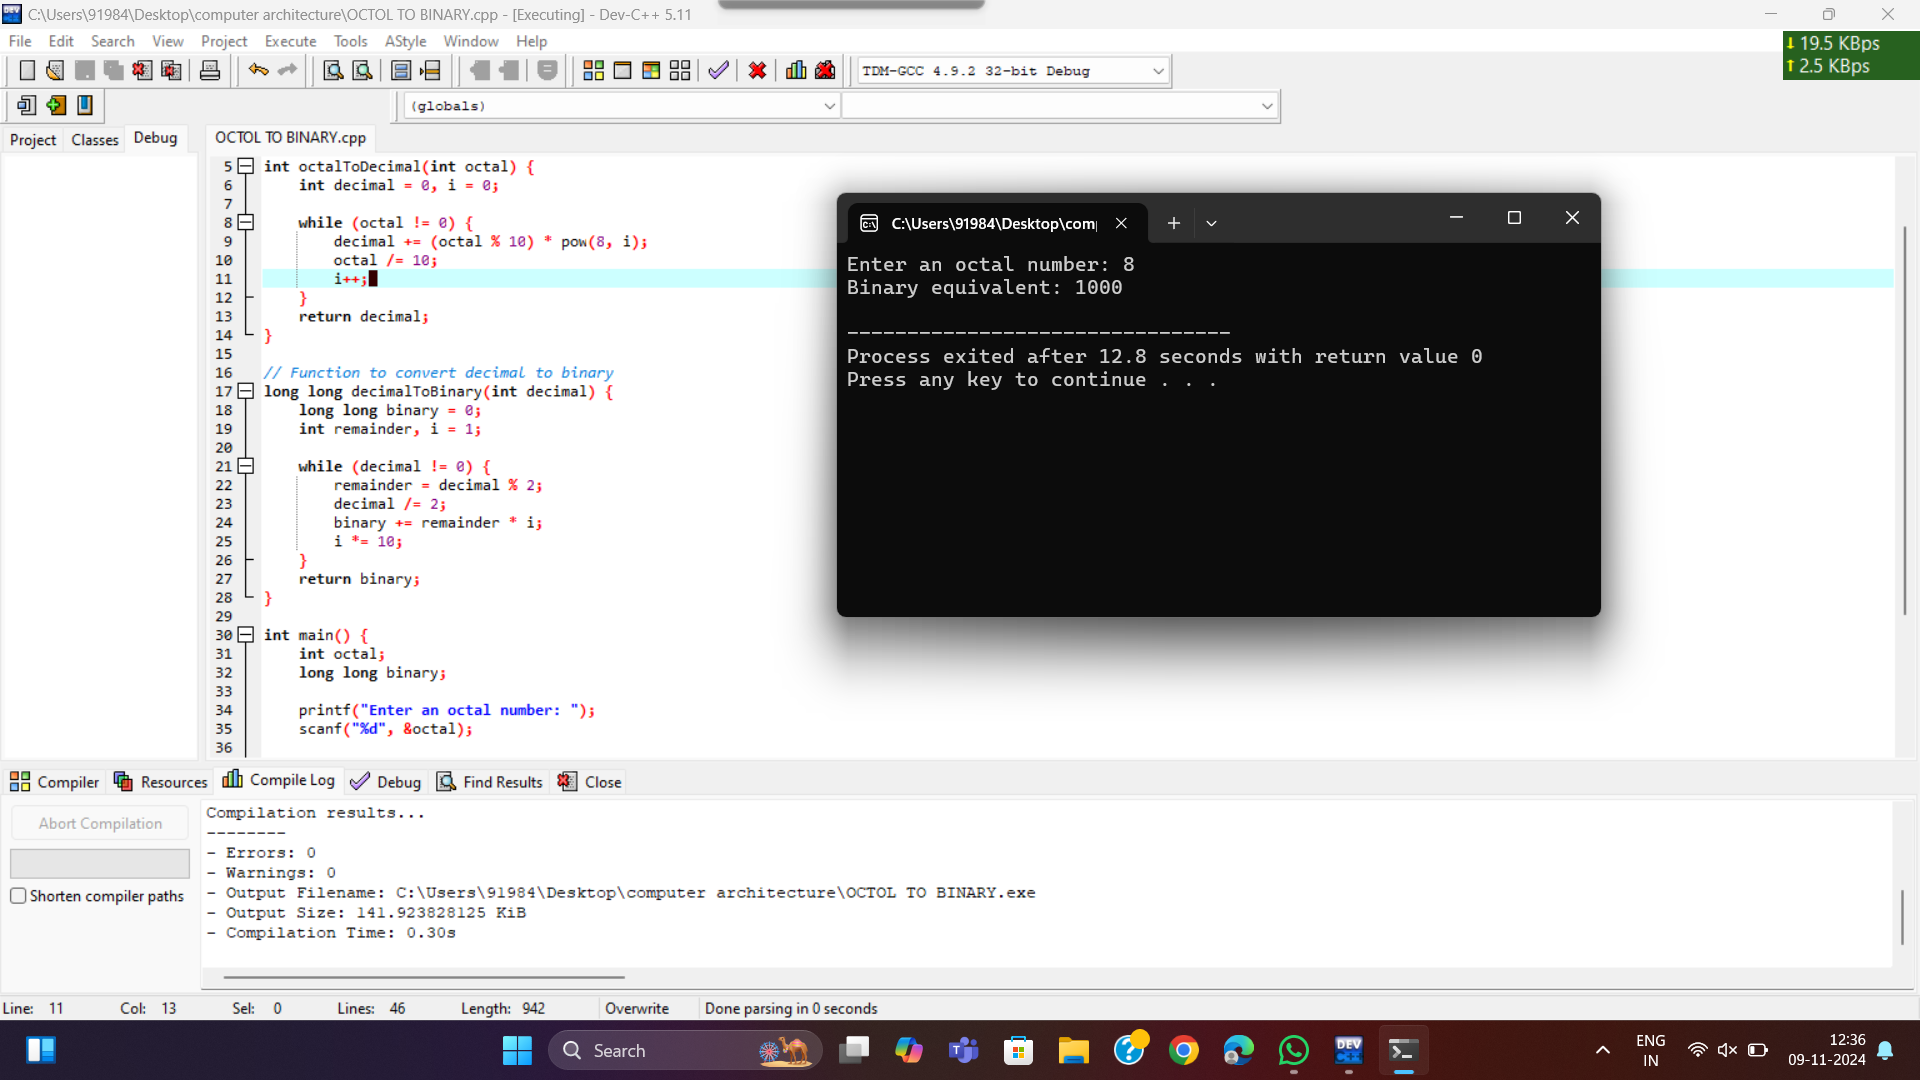 C:\Users\91984\Desktop\computer architecture\OCTOL TO BINARY.cpp - [Executing] - Dev-C++ 5.11
File Edit Search View Project Execute Tools AStyle Window Help
19.5 KBps
2.5 KBps
TDM-GCC 4.9.2 32-bit Debug
(globals)
Project Classes Debug
OCTOL TO BINARY.cpp
5 int octalToDecimal(int octal) {
6 int decimal = 0, i = 0;
7
8 while (octal != 0) {
9 decimal += (octal % 10) * pow(8, i);
10 octal /= 10;
11 i++;
12 }
13 return decimal;
14 }
15
16 // Function to convert decimal to binary
17 long long decimalToBinary(int decimal) {
18 long long binary = 0;
19 int remainder, i = 1;
20
21 while (decimal != 0) {
22 remainder = decimal % 2;
23 decimal /= 2;
24 binary += remainder * i;
25 i *= 10;
26 }
27 return binary;
28 }
29
30 int main() {
31 int octal;
32 long long binary;
33
34 printf("Enter an octal number: ");
35 scanf("%d", &octal);
36
C:\Users\91984\Desktop\com
Enter an octal number: 8
Binary equivalent: 1000
--------------------------------
Process exited after 12.8 seconds with return value 0
Press any key to continue . . .
Compiler Resources Compile Log Debug Find Results Close
Abort Compilation
Shorten compiler paths
Compilation results...
--------
- Errors: 0
- Warnings: 0
- Output Filename: C:\Users\91984\Desktop\computer architecture\OCTOL TO BINARY.exe
- Output Size: 141.923828125 KiB
- Compilation Time: 0.30s
Line: 11 Col: 13 Sel: 0 Lines: 46 Length: 942 Overwrite Done parsing in 0 seconds
Search
DEV
C++
ENG
IN
12:36
09-11-2024